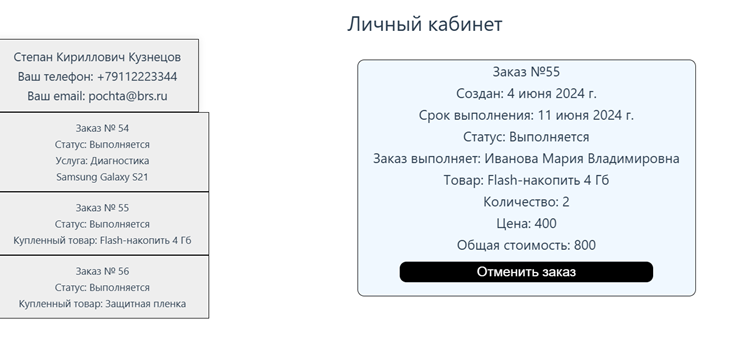 Личный кабинет
Степан Кириллович Кузнецов
Ваш телефон: +79112223344
Ваш email: pochta@brs.ru
Заказ № 54
Статус: Выполняется
Услуга: Диагностика
Samsung Galaxy S21
Заказ № 55
Статус: Выполняется
Купленный товар: Flash-накопить 4 Гб
Заказ № 56
Статус: Выполняется
Купленный товар: Защитная пленка
Заказ №55
Создан: 4 июня 2024 г.
Срок выполнения: 11 июня 2024 г.
Статус: Выполняется
Заказ выполняет: Иванова Мария Владимировна
Товар: Flash-накопить 4 Гб
Количество: 2
Цена: 400
Общая стоимость: 800
Отменить заказ